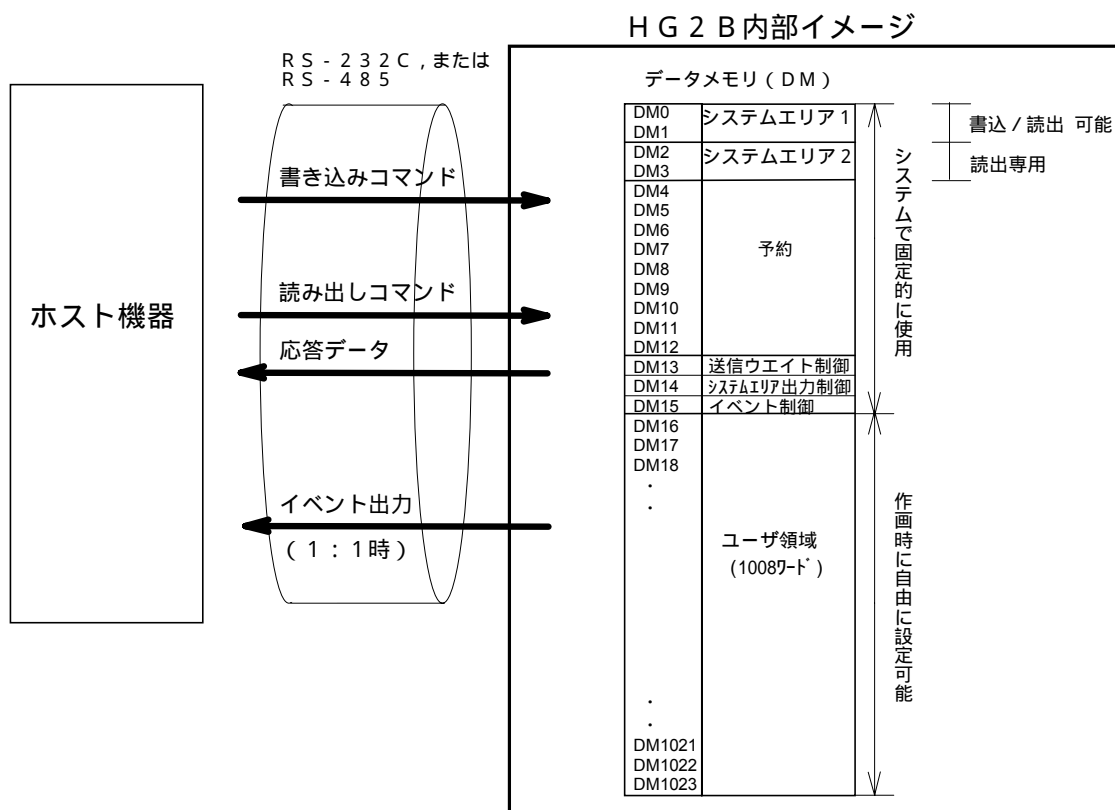 HG2B内部イメージ
RS-232C,または
RS-485
データメモリ(DM)
DM0
システムエリア1
DM1
書込/読出 可能
DM2
システムエリア2
DM3
読出専用
DM4
DM5
DM6
DM7
予約
DM8
DM9
DM10
DM11
DM12
DM13
送信ウエイト制御
DM14
システムエリア出力制御
DM15
イベント制御
システムで固定的に使用
DM16
DM17
DM18
・
・
ユーザ領域
(1008ワード)
・
・
DM1021
DM1022
DM1023
作画時に自由に設定可能
ホスト機器
書き込みコマンド
読み出しコマンド
応答データ
イベント出力
(1:1時)